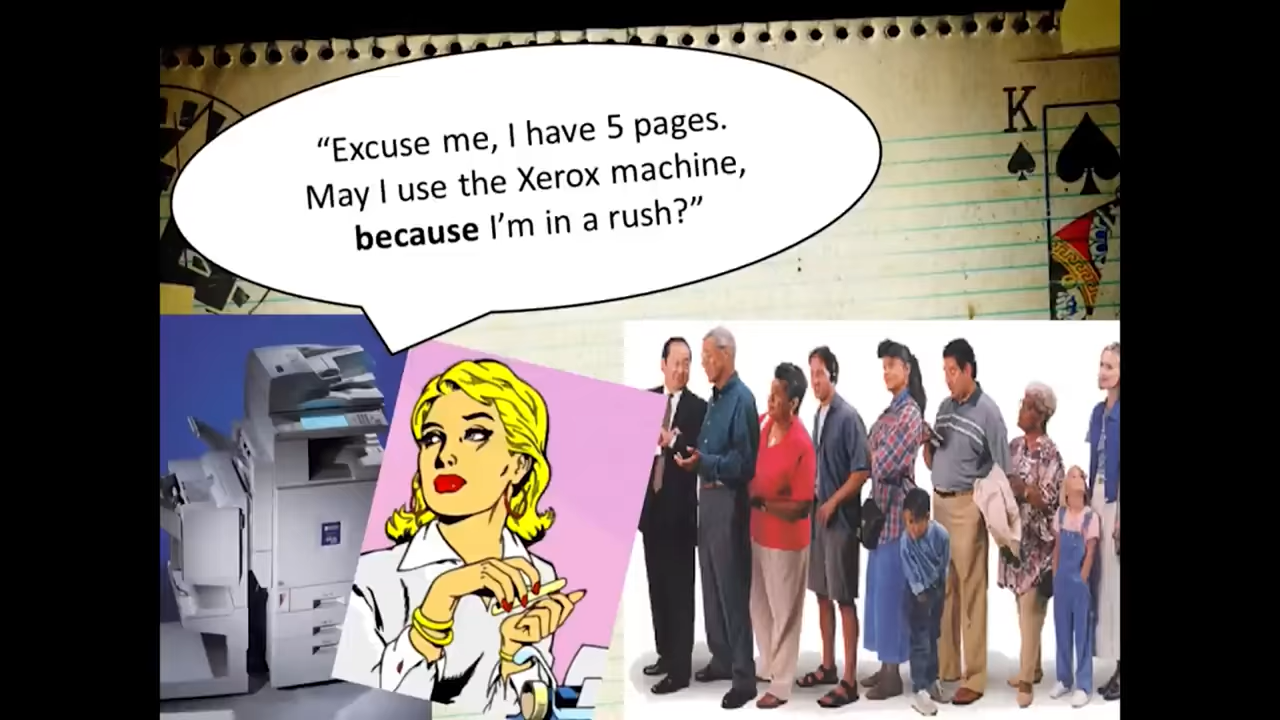 “Excuse me, I have 5 pages.
May I use the Xerox machine,
because I’m in a rush?”
K